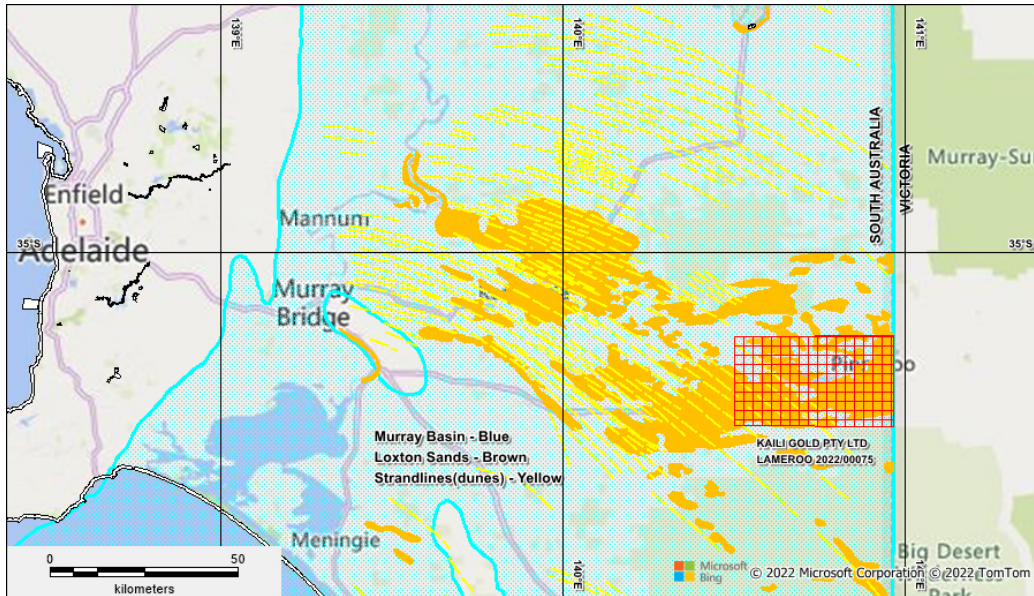 139°E
140°E
141°E
SOUTH AUSTRALIA
VICTORIA
Murray-Su
Enfield
Mannum
35°S
Adelaide
35°S
Murray
Bridge
Murray Basin - Blue
Loxton Sands - Brown
Strandlines(dunes) - Yellow
KAILI GOLD PTY LTD
LAMEROO 2022/00075
Meningie
0 50
kilometers
140°E
Big Desert
Park
Microsoft
Bing
© 2022 Microsoft Corporation © 2022 TomTom